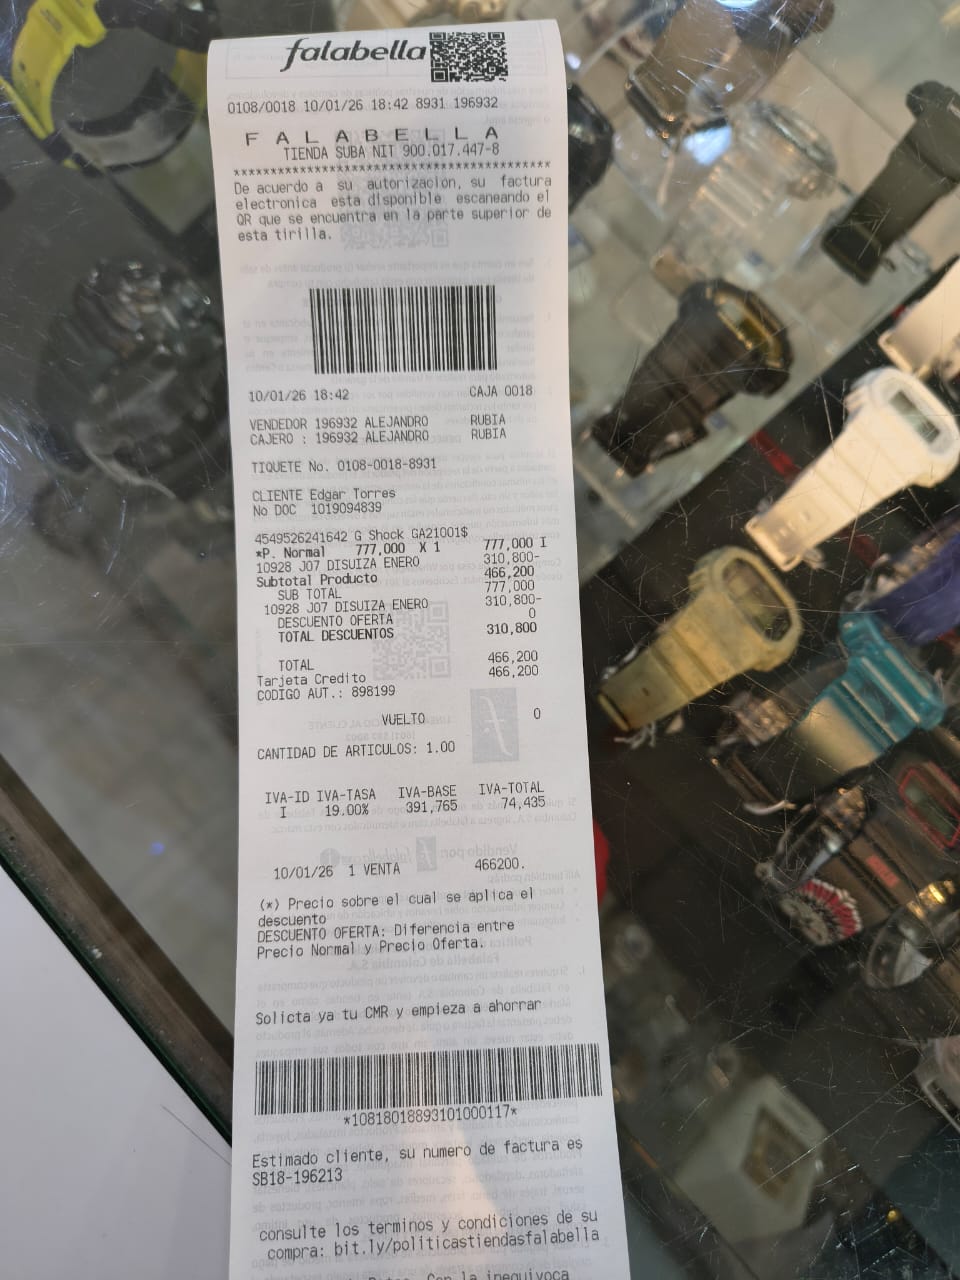 falabella
0108/0018 10/01/26 18:42 8931 196932
F A L A B E L L A
TIENDA SUBA NIT 900.017.447-8
****************************************
De acuerdo a su autorizacion, su factura
electronica esta disponible escaneando el
QR que se encuentra en la parte superior de
esta tirilla.
10/01/26 18:42 CAJA 0018
VENDEDOR 196932 ALEJANDRO RUBIA
CAJERO : 196932 ALEJANDRO RUBIA
TIQUETE No. 0108-0018-8931
CLIENTE Edgar Torres
No DOC 1019094839
4549526241642 G Shock GA21001$
*P. Normal 777,000 X 1 777,000 I
10928 J07 DISUIZA ENERO 310,800-
Subtotal Producto 466,200
SUB TOTAL 777,000
10928 J07 DISUIZA ENERO 310,800-
DESCUENTO OFERTA 0
TOTAL DESCUENTOS 310,800
TOTAL 466,200
Tarjeta Credito 466,200
CODIGO AUT.: 898199
VUELTO 0
CANTIDAD DE ARTICULOS: 1.00
IVA-ID IVA-TASA IVA-BASE IVA-TOTAL
I 19.00% 391,765 74,435
10/01/26 1 VENTA 466200.
(*) Precio sobre el cual se aplica el
descuento
DESCUENTO OFERTA: Diferencia entre
Precio Normal y Precio Oferta.
Solicta ya tu CMR y empieza a ahorrar
*10818018893101000117*
Estimado cliente, su numero de factura es
SB18-196213
consulte los terminos y condiciones de su
compra: bit.ly/politicastiendasfalabella
Con la inequivoca